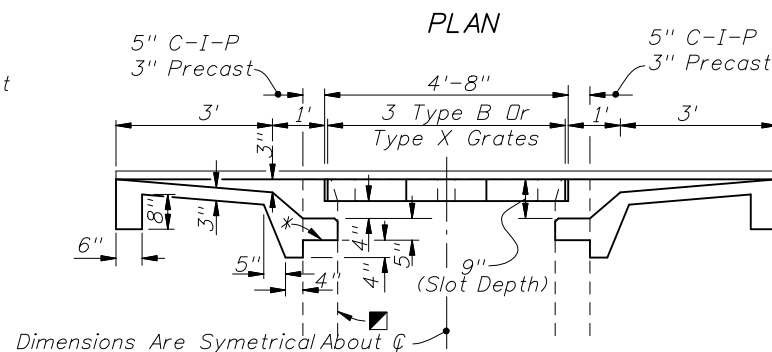 PLAN
5" C-I-P
3" Precast
5" C-I-P
3" Precast
t
4'-8"
3'
1'
3 Type B Or
Type X Grates
1'
3'
3"
8"
3"
*
4"
5"
4"
6"
5"
4"
9"
(Slot Depth)
Dimensions Are Symetrical About ℄